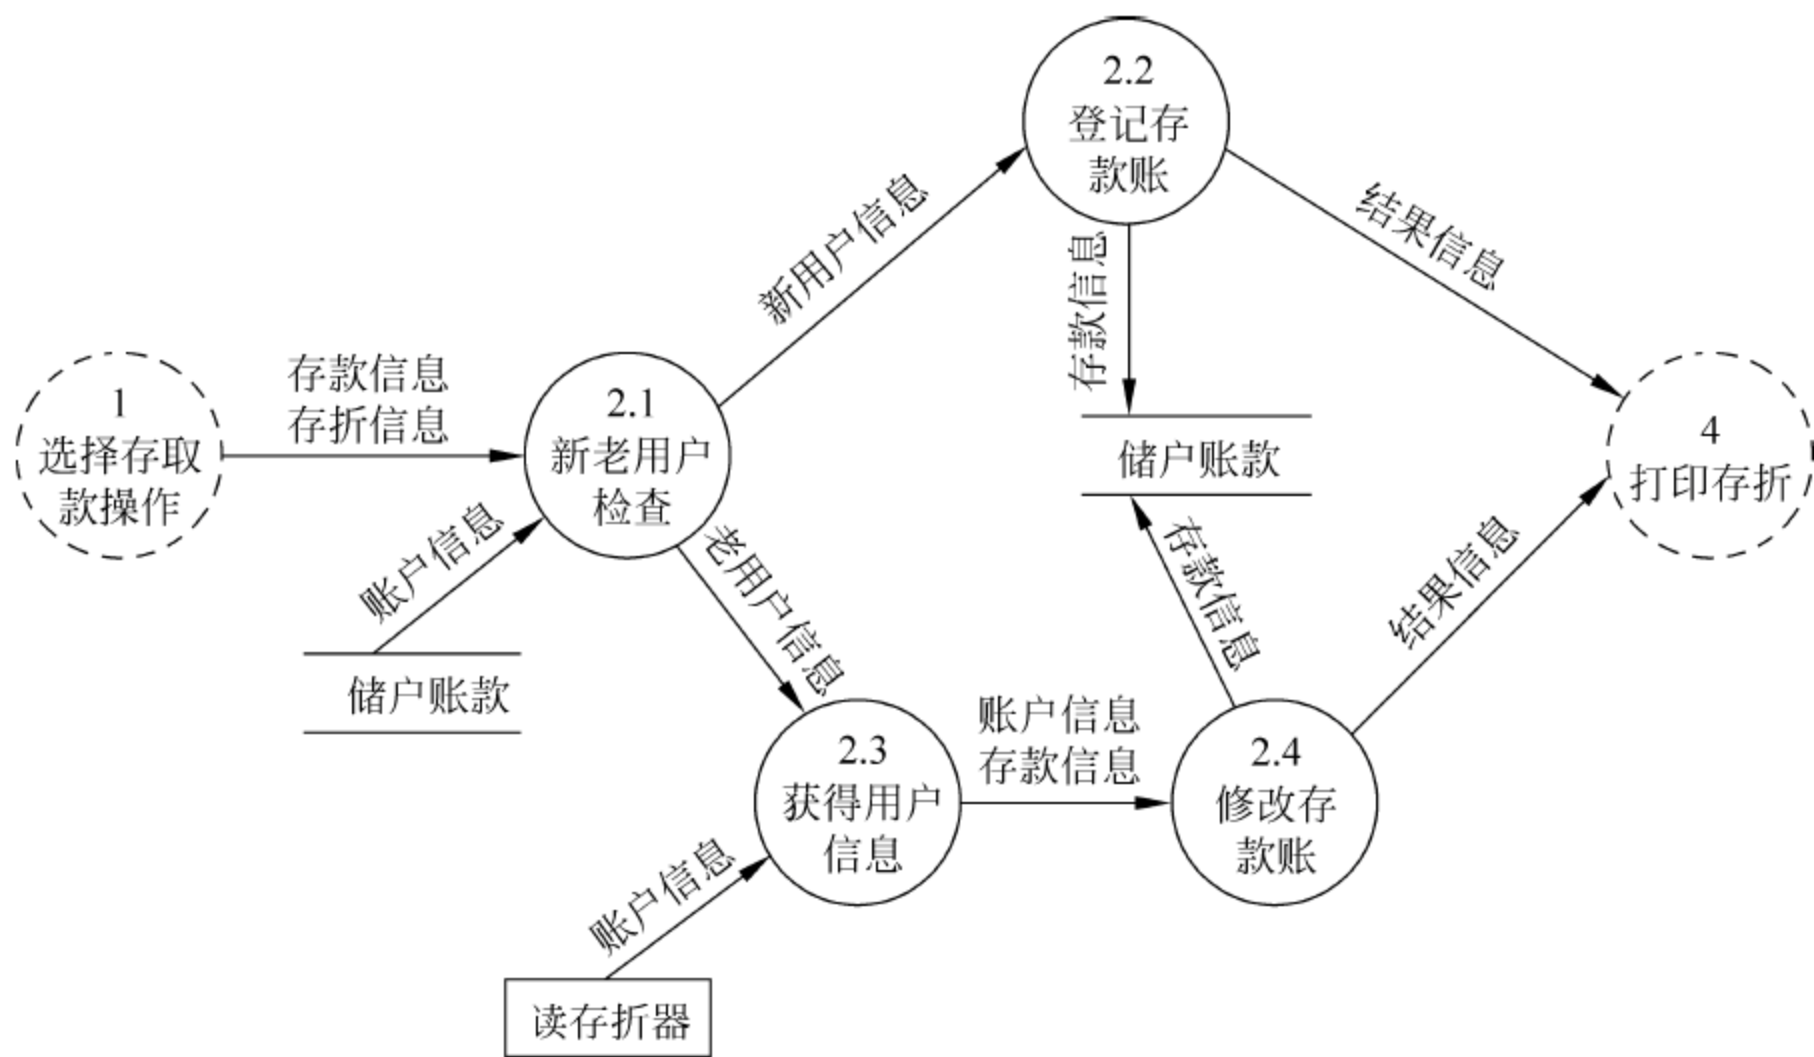 2.2
登记存
款账
新用户信息
结果信息
存款信息
存款信息
存折信息
1
选择存取
款操作
2.1
新老用户
检查
储户账款
4
打印存折
账户信息
老用户信息
存款信息
结果信息
储户账款
账户信息
存款信息
2.3
获得用户
信息
2.4
修改存
款账
账户信息
读存折器